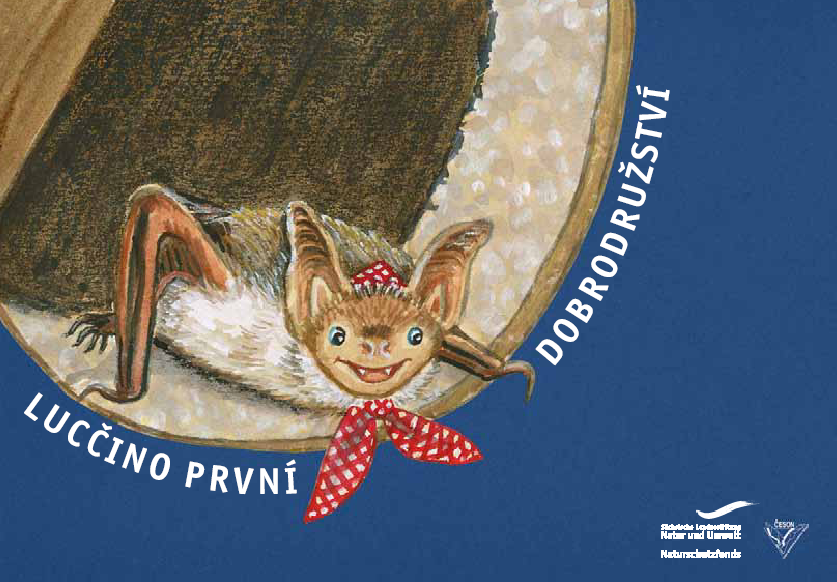 LUCČINO PRVNÍ
DOBRODRUŽSTVÍ
Sächsische Landesstiftung
Natur und Umwelt
Naturschutzfonds
ČESON